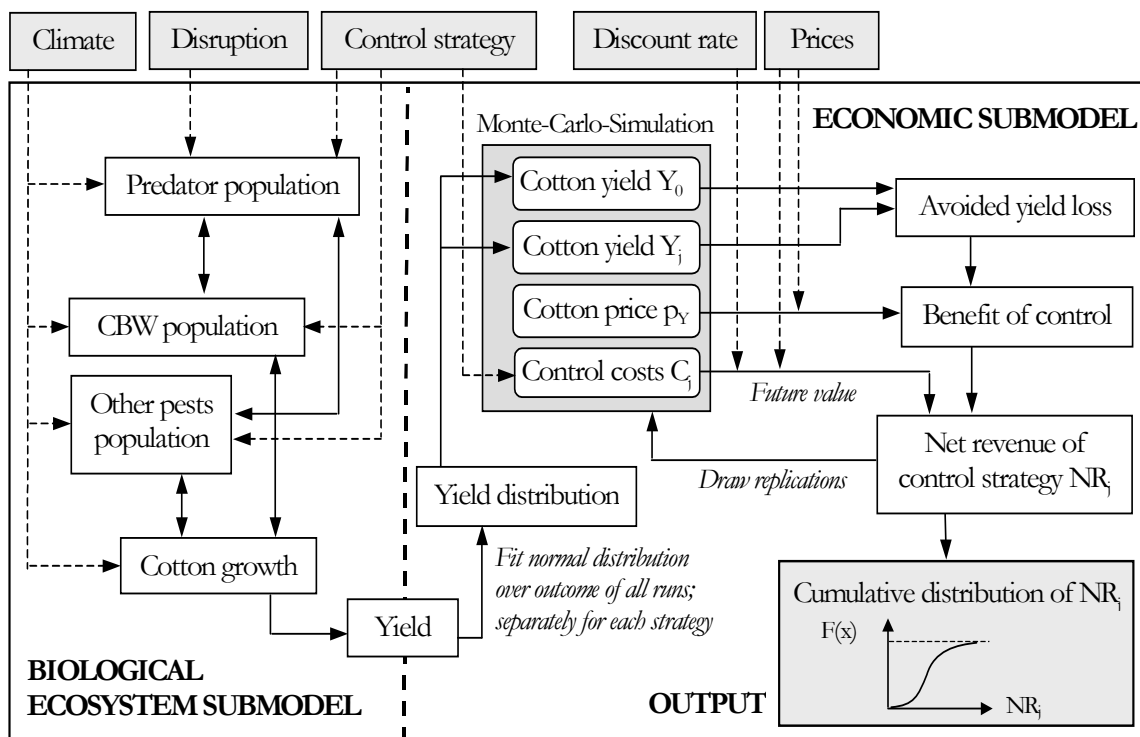 Climate
Disruption
Control strategy
Discount rate
Prices
ECONOMIC SUBMODEL
Monte-Carlo-Simulation
Predator population
Cotton yield Y₀
Avoided yield loss
Cotton yield Yⱼ
CBW population
Cotton price pY
Benefit of control
Other pests
population
Control costs Cⱼ
Future value
Net revenue of
control strategy NRⱼ
Draw replications
Yield distribution
Cotton growth
Fit normal distribution
over outcome of all runs;
separately for each strategy
Yield
Cumulative distribution of NRⱼ
F(x)
NRⱼ
BIOLOGICAL
ECOSYSTEM SUBMODEL
OUTPUT